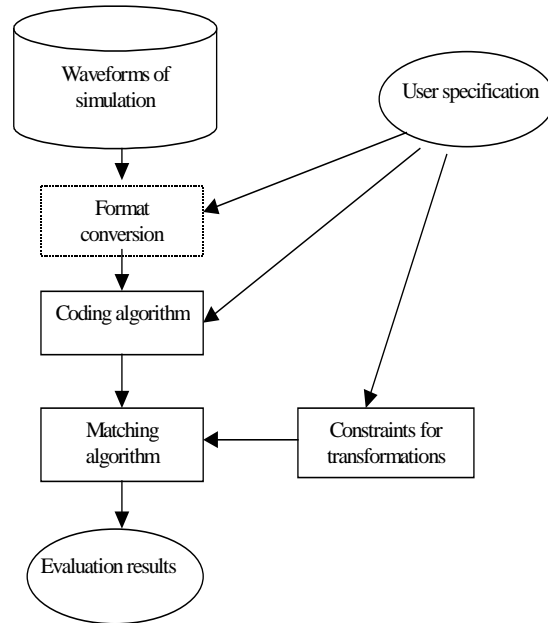 Waveforms of
simulation
User specification
Format
conversion
Coding algorithm
Matching
algorithm
Constraints for
transformations
Evaluation results